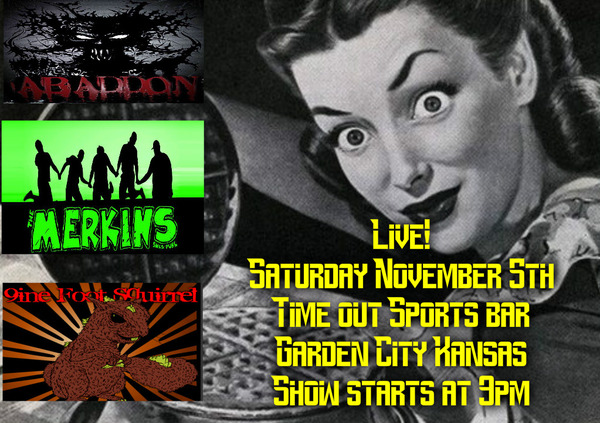 ABADDON
THE
MERKINS
9ine Foot SQuirrel
Live!
Saturday November 5th
Time out Sports bar
Garden City Kansas
Show starts at 9pm